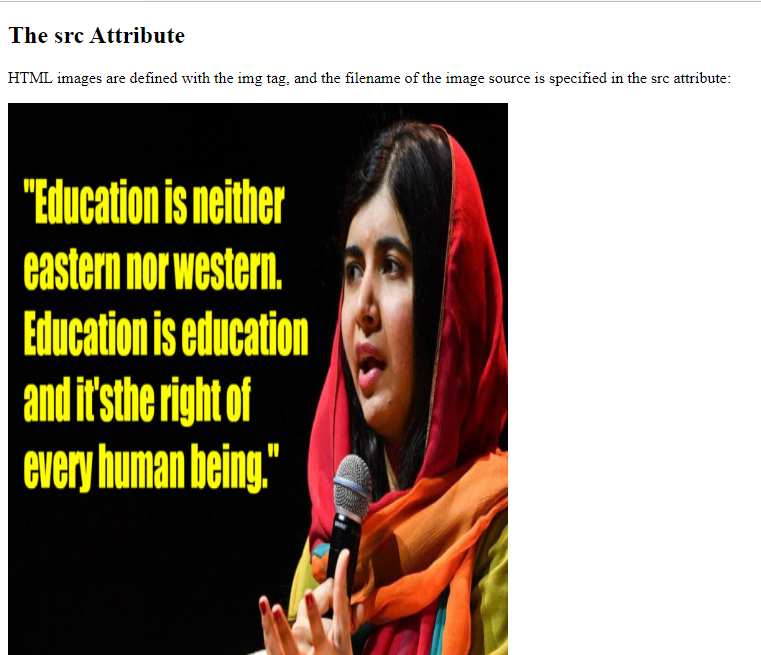 The src Attribute
HTML images are defined with the img tag, and the filename of the image source is specified in the src attribute:
"Education is neither
eastern nor western.
Education is education
and it'sthe right of
every human being."